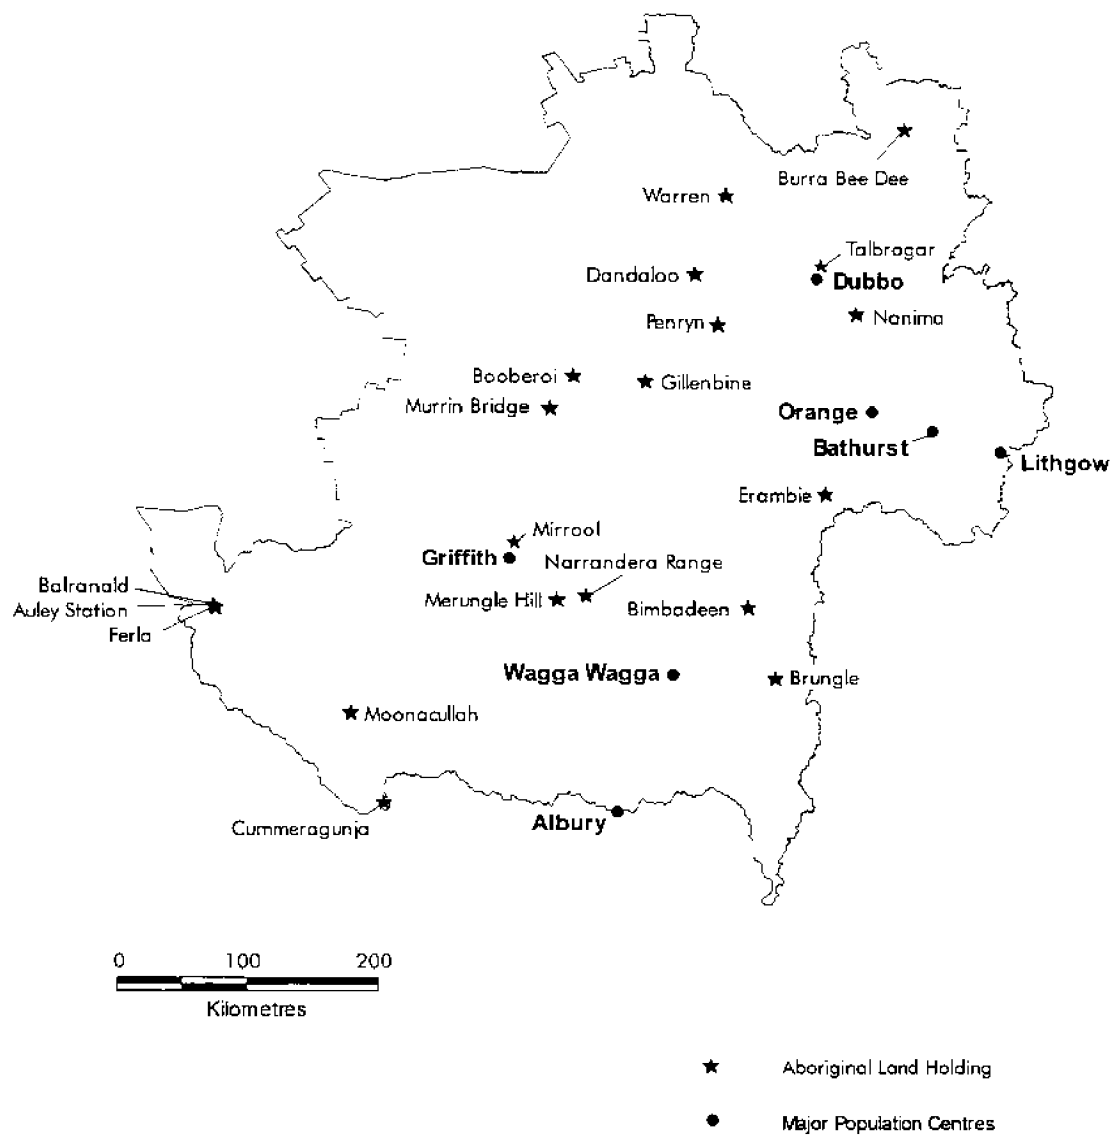 Burra Bee Dee
Warren
Talbragar
Dandaloo
Dubbo
Penryn
Nanima
Booberoi
Gillenbine
Murrin Bridge
Orange
Bathurst
Lithgow
Erambie
Mirrool
Griffith
Narrandera Range
Balranald
Merungle Hill
Auley Station
Bimbadeen
Ferla
Wagga Wagga
Brungle
Moonacullah
Cummeragunja
Albury
0 100 200
Kilometres
Aboriginal Land Holding
Major Population Centres